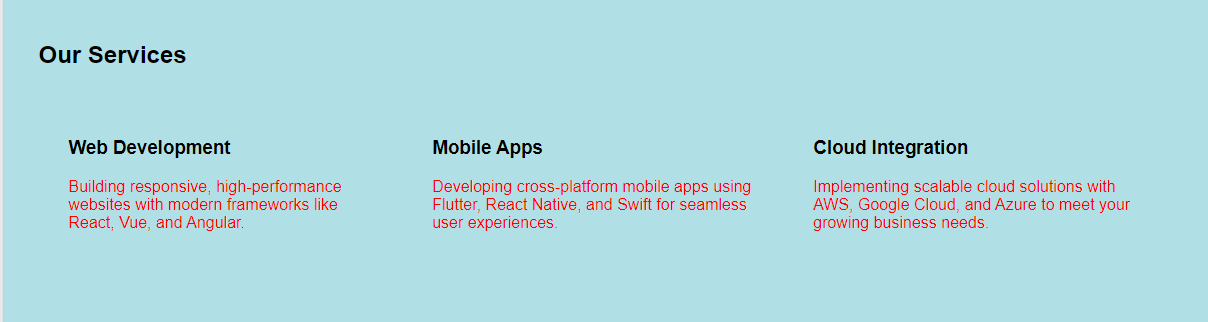 Our Services
Web Development
Building responsive, high-performance
websites with modern frameworks like
React, Vue, and Angular.
Mobile Apps
Developing cross-platform mobile apps using
Flutter, React Native, and Swift for seamless
user experiences.
Cloud Integration
Implementing scalable cloud solutions with
AWS, Google Cloud, and Azure to meet your
growing business needs.